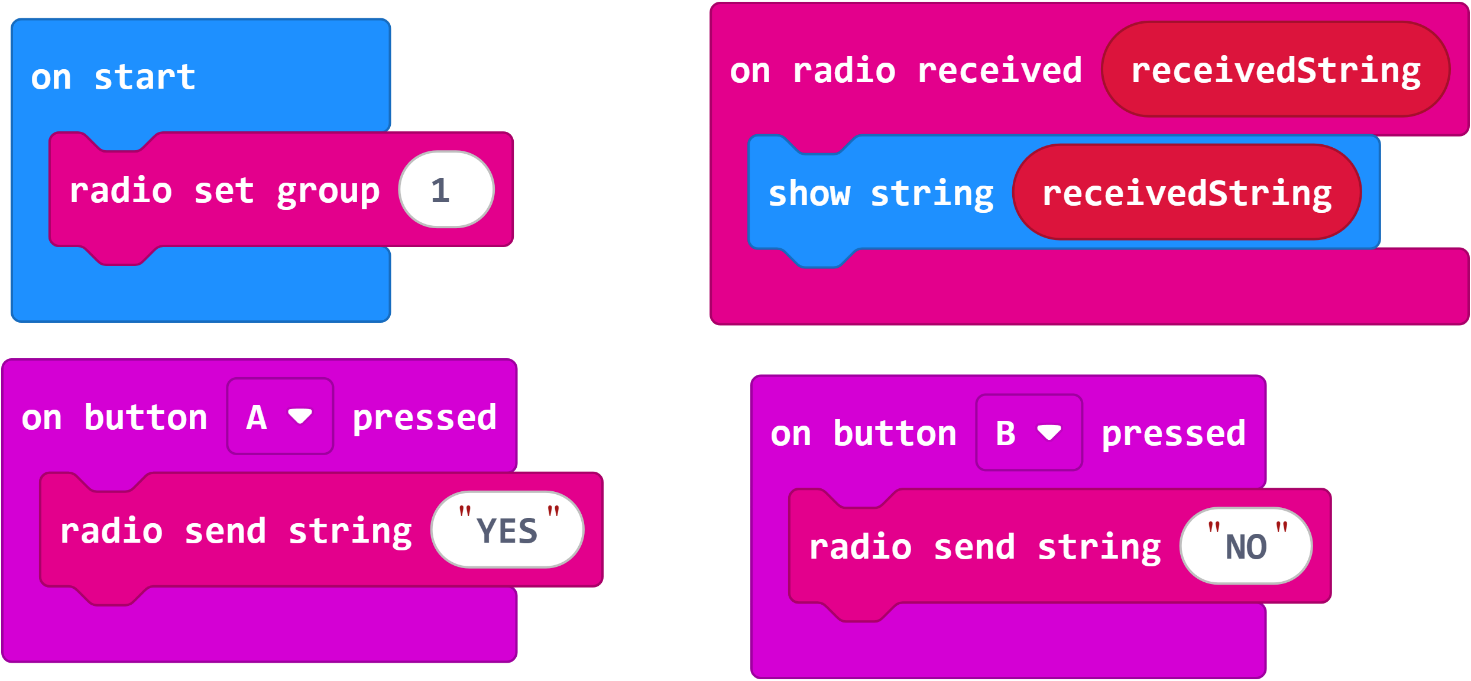 on start
radio set group 1
on radio received receivedString
show string receivedString
on button A pressed
radio send string "YES"
on button B pressed
radio send string "NO"